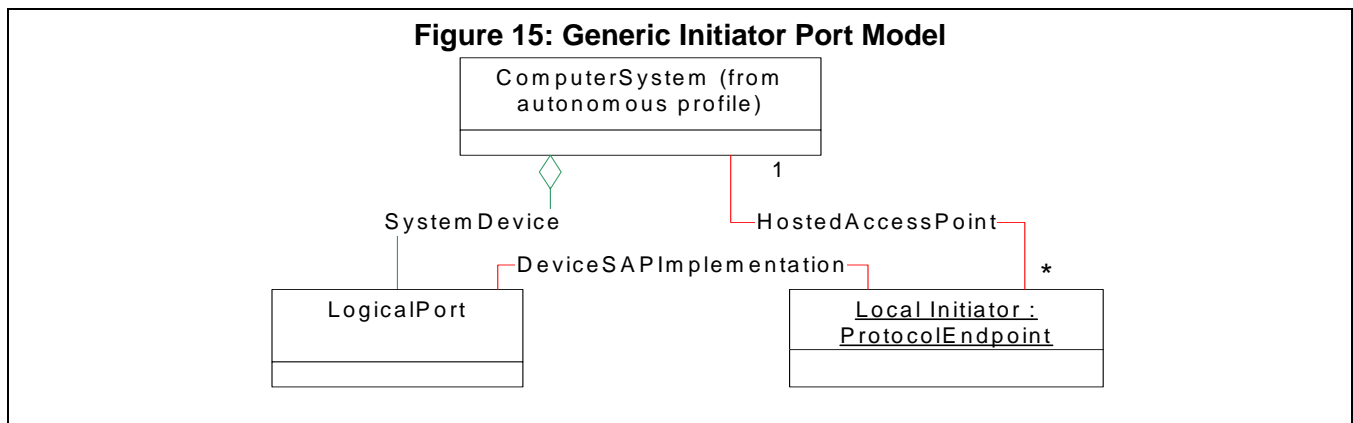 Figure 15: Generic Initiator Port Model
ComputerSystem (from
autonomous profile)
1
SystemDevice
HostedAccessPoint
DeviceSAPImplementation
*
LogicalPort
Local Initiator :
ProtocolEndpoint